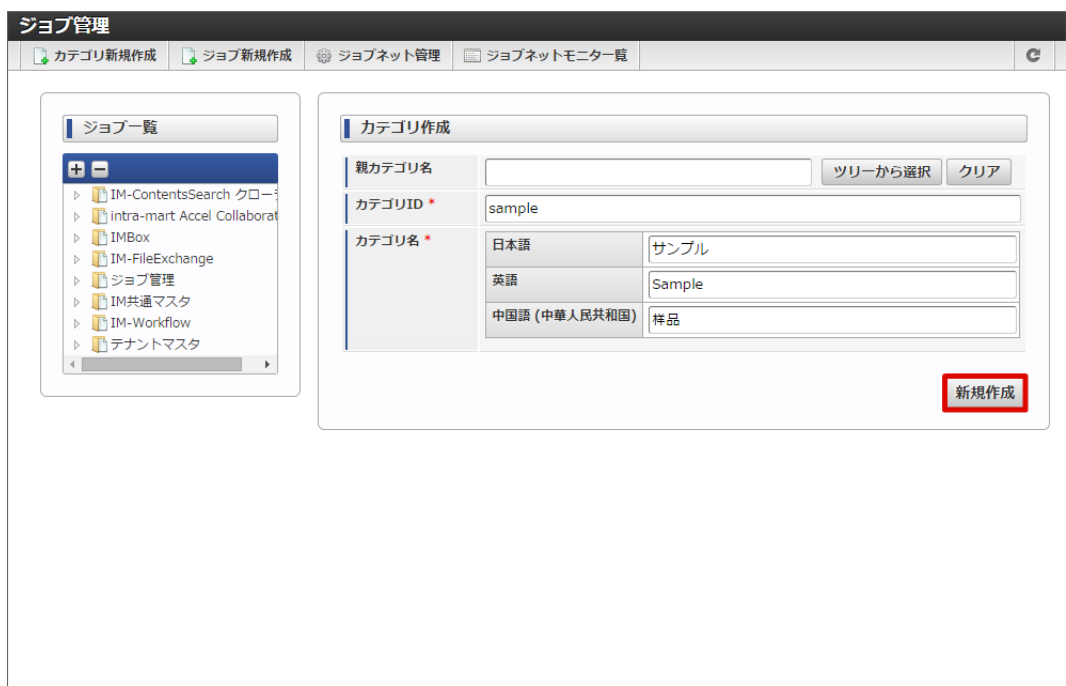 ジョブ管理
カテゴリ新規作成 ジョブ新規作成 ジョブネット管理 ジョブネットモニタ一覧
ジョブ一覧
IM-ContentsSearch クロー
intra-mart Accel Collaborat
IMBox
IM-FileExchange
ジョブ管理
IM共通マスタ
IM-Workflow
テナントマスタ
カテゴリ作成
親カテゴリ名 ツリーから選択 クリア
カテゴリID * sample
カテゴリ名 * 日本語 サンプル
英語 Sample
中国語 (中華人民共和国) 样品
新規作成